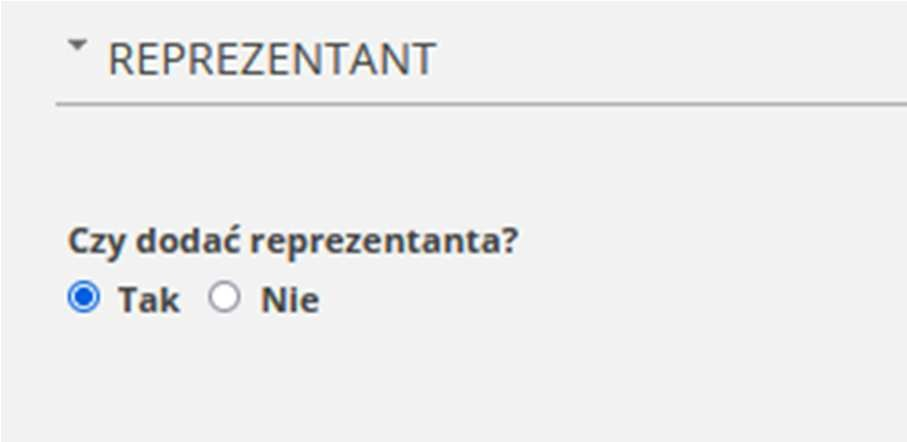 REPREZENTANT
Czy dodać reprezentanta?
Tak Nie